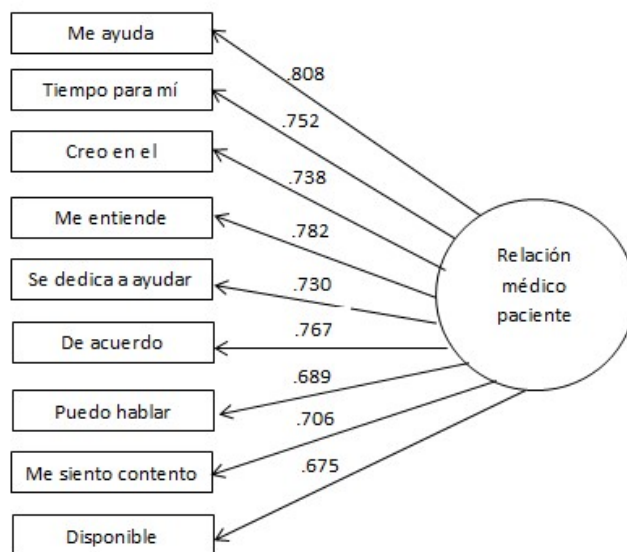 Me ayuda
.808
Tiempo para mí
.752
Creo en el
.738
Me entiende
.782
Se dedica a ayudar
.730
De acuerdo
.767
Puedo hablar
.689
Me siento contento
.706
Disponible
.675
Relación
médico
paciente